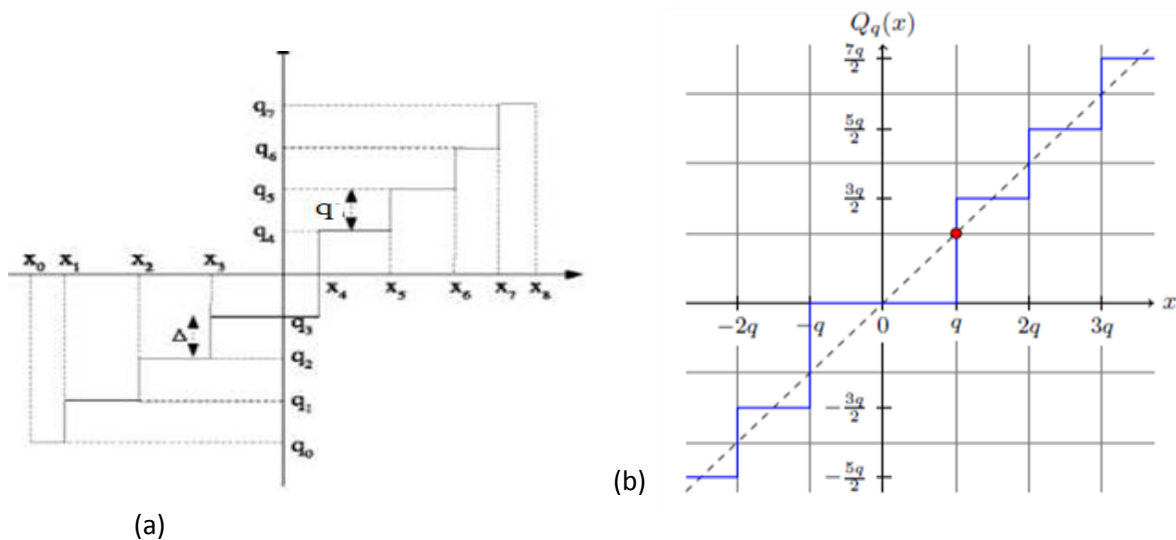 q₇
q₆
q₅
q
q₄
x₀ x₁ x₂ x₃
x₄ x₅ x₆ x₇ x₈
q₃
Δ
q₂
q₁
q₀
(a)
Q_q(x)
7q/2
5q/2
3q/2
x
−2q −q 0 q 2q 3q
−3q/2
−5q/2
(b)